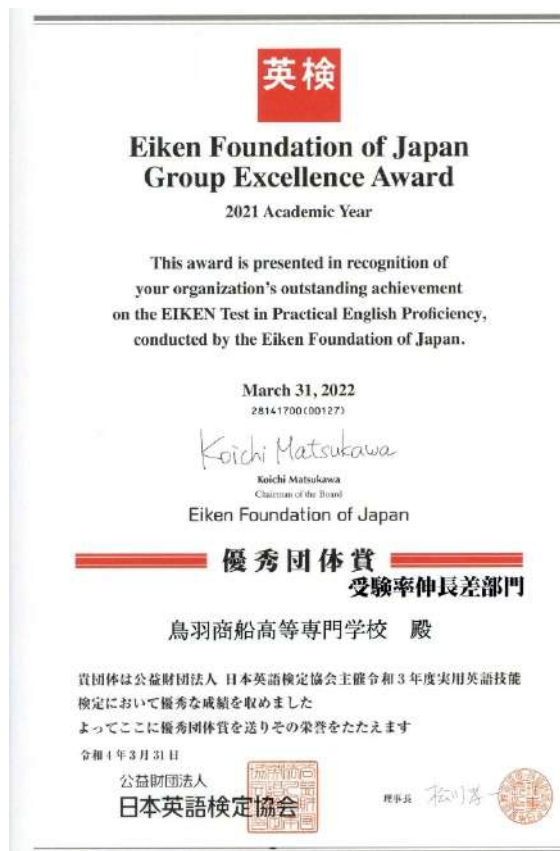 英検
Eiken Foundation of Japan
Group Excellence Award
2021 Academic Year
This award is presented in recognition of
your organization's outstanding achievement
on the EIKEN Test in Practical English Proficiency,
conducted by the Eiken Foundation of Japan.
March 31, 2022
28141700(00127)
Koichi Matsukawa
Koichi Matsukawa
Chairman of the Board
Eiken Foundation of Japan
優秀団体賞
受験率伸長差部門
鳥羽商船高等専門学校 殿
貴団体は公益財団法人 日本英語検定協会主催令和3年度実用英語技能
検定において優秀な成績を収めました
よってここに優秀団体賞を送りその栄誉をたたえます
令和4年3月31日
公益財団法人
日本英語検定協会
理事長 松川孝一